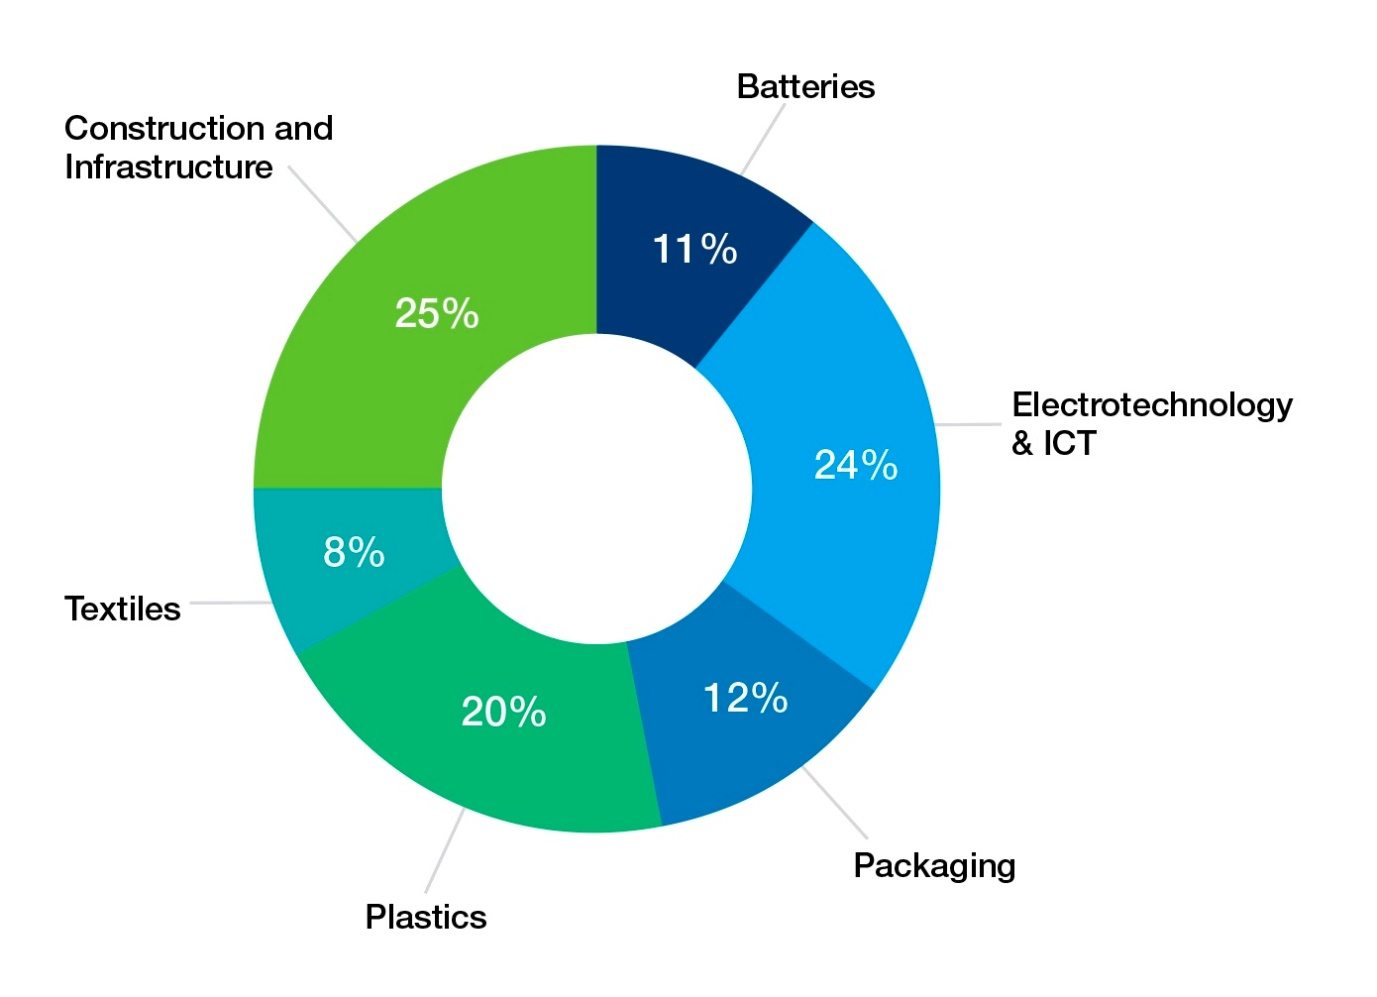 Batteries
Construction and
Infrastructure
11%
25%
Electrotechnology
& ICT
24%
8%
Textiles
12%
20%
Packaging
Plastics